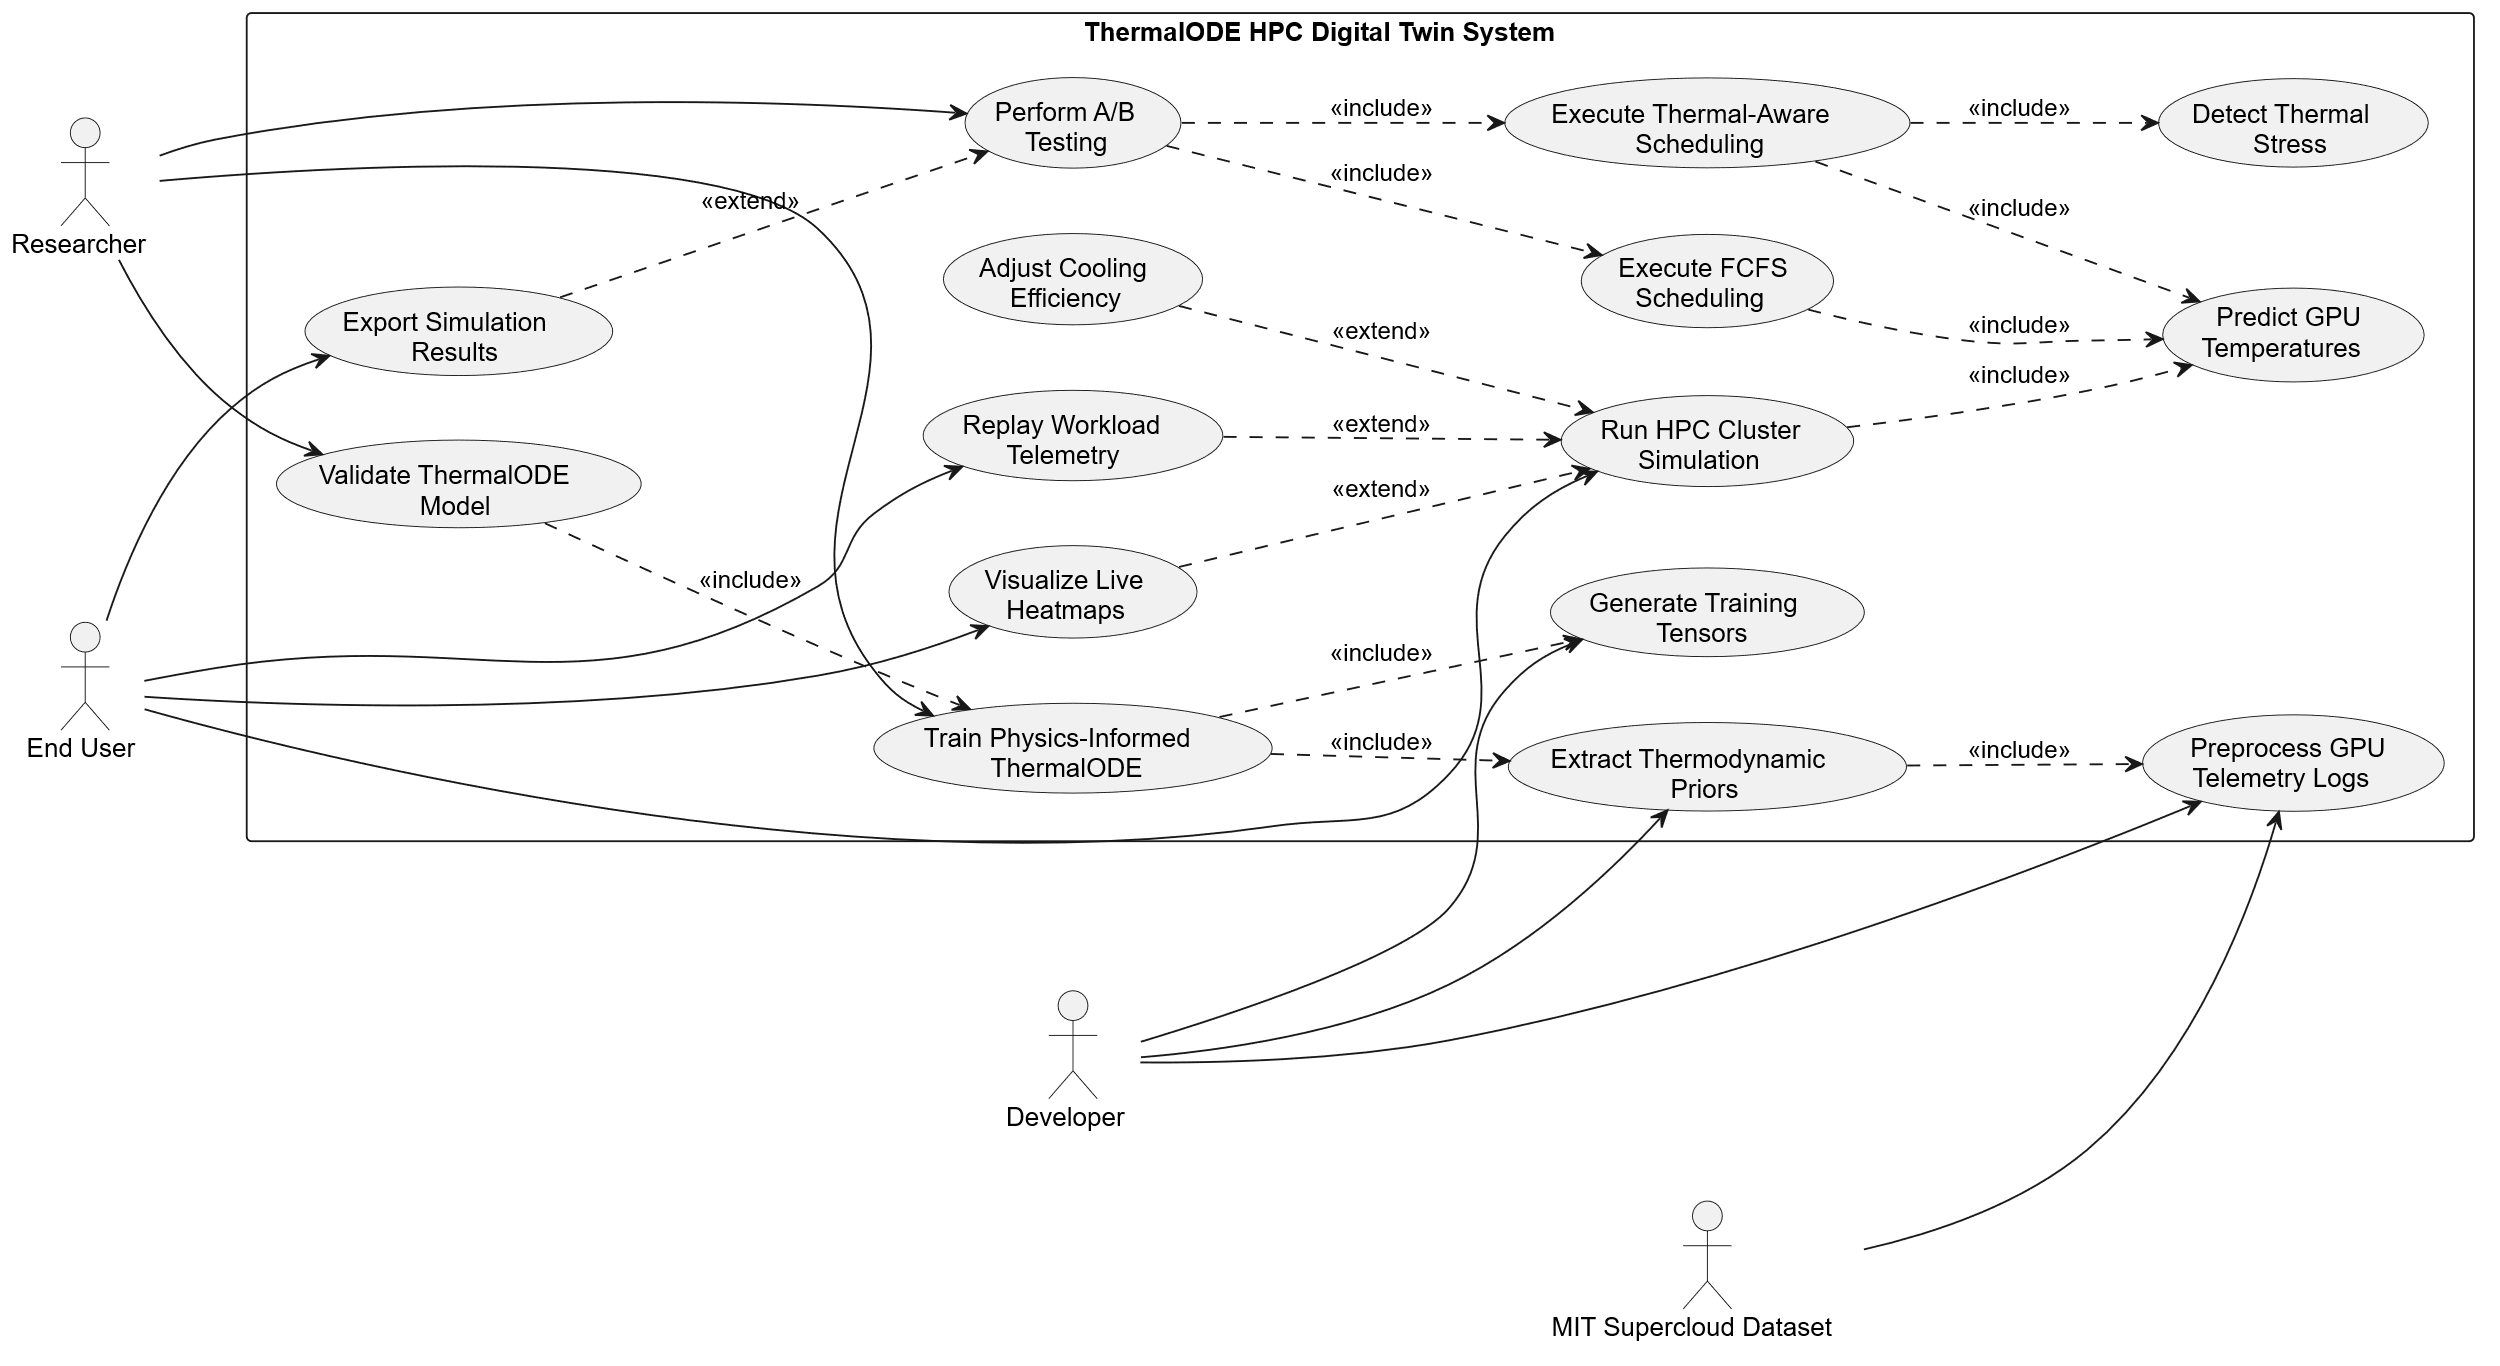 ThermalODE HPC Digital Twin System
Perform A/B
Testing
«include»
Execute Thermal-Aware
Scheduling
«include»
Detect Thermal
Stress
«include»
«extend»
«include»
Researcher
Adjust Cooling
Efficiency
Execute FCFS
Scheduling
Export Simulation
Results
«extend»
«include»
Predict GPU
Temperatures
«include»
Replay Workload
Telemetry
«extend»
Run HPC Cluster
Simulation
Validate ThermalODE
Model
«extend»
«include»
Visualize Live
Heatmaps
Generate Training
Tensors
«include»
End User
Train Physics-Informed
ThermalODE
«include»
Extract Thermodynamic
Priors
«include»
Preprocess GPU
Telemetry Logs
Developer
MIT Supercloud Dataset